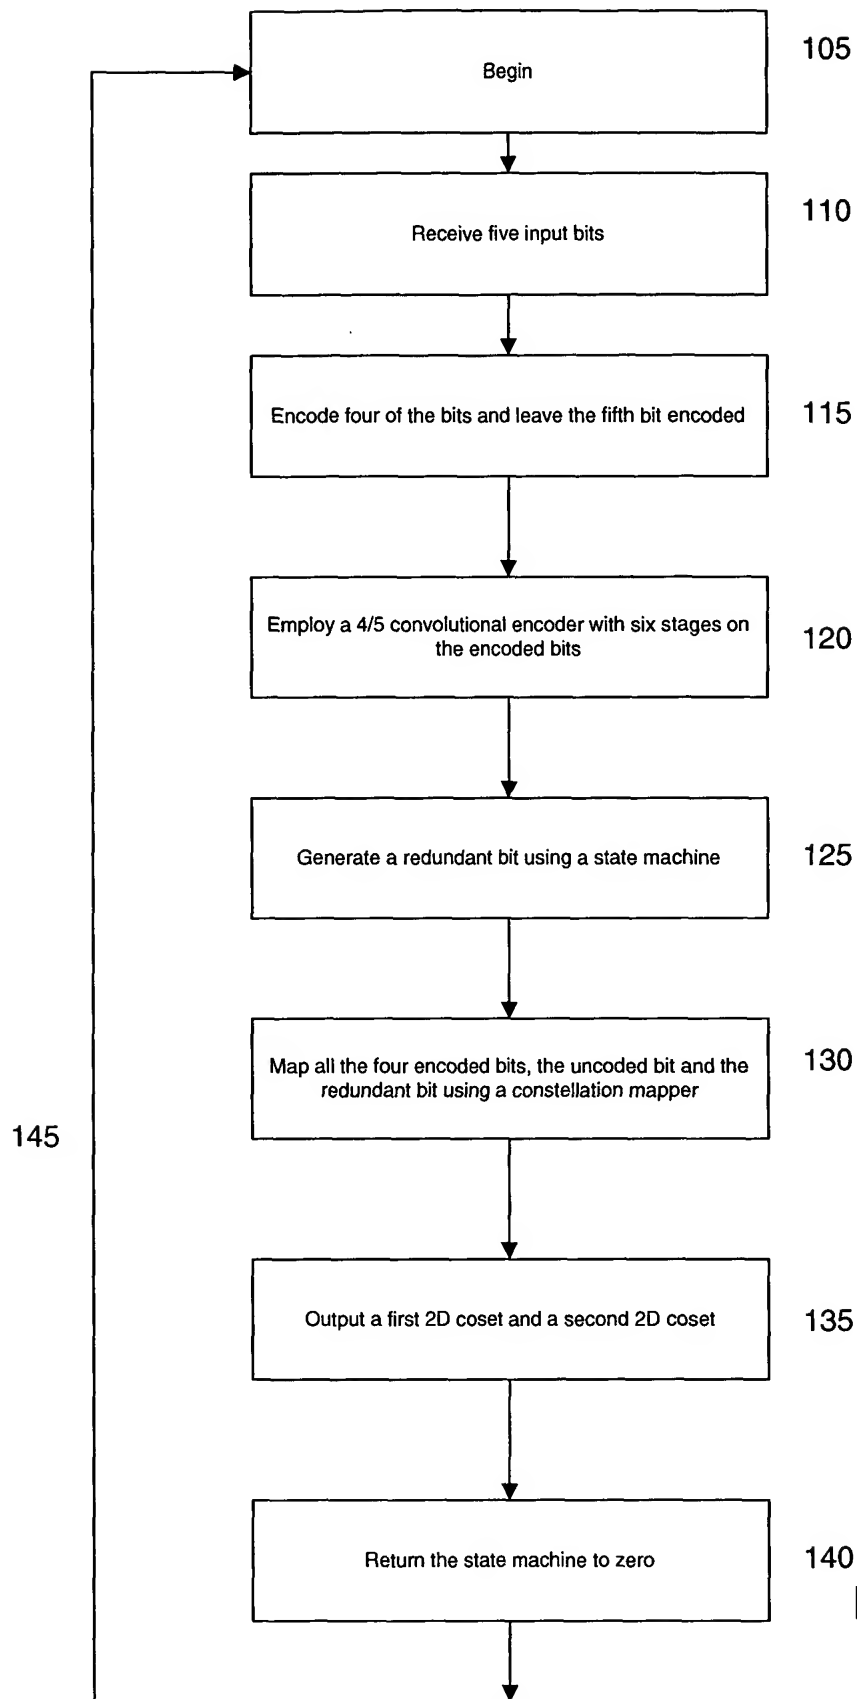 Begin
105
Receive five input bits
110
Encode four of the bits and leave the fifth bit encoded
115
Employ a 4/5 convolutional encoder with six stages on
the encoded bits
120
Generate a redundant bit using a state machine
125
Map all the four encoded bits, the uncoded bit and the
redundant bit using a constellation mapper
130
145
Output a first 2D coset and a second 2D coset
135
Return the state machine to zero
140